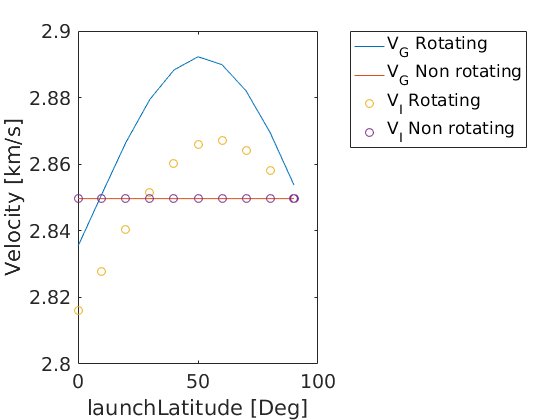 2.9
2.88
2.86
2.84
2.82
2.8
Velocity [km/s]
0
50
100
launchLatitude [Deg]
V_G Rotating
V_G Non rotating
V_I Rotating
V_I Non rotating